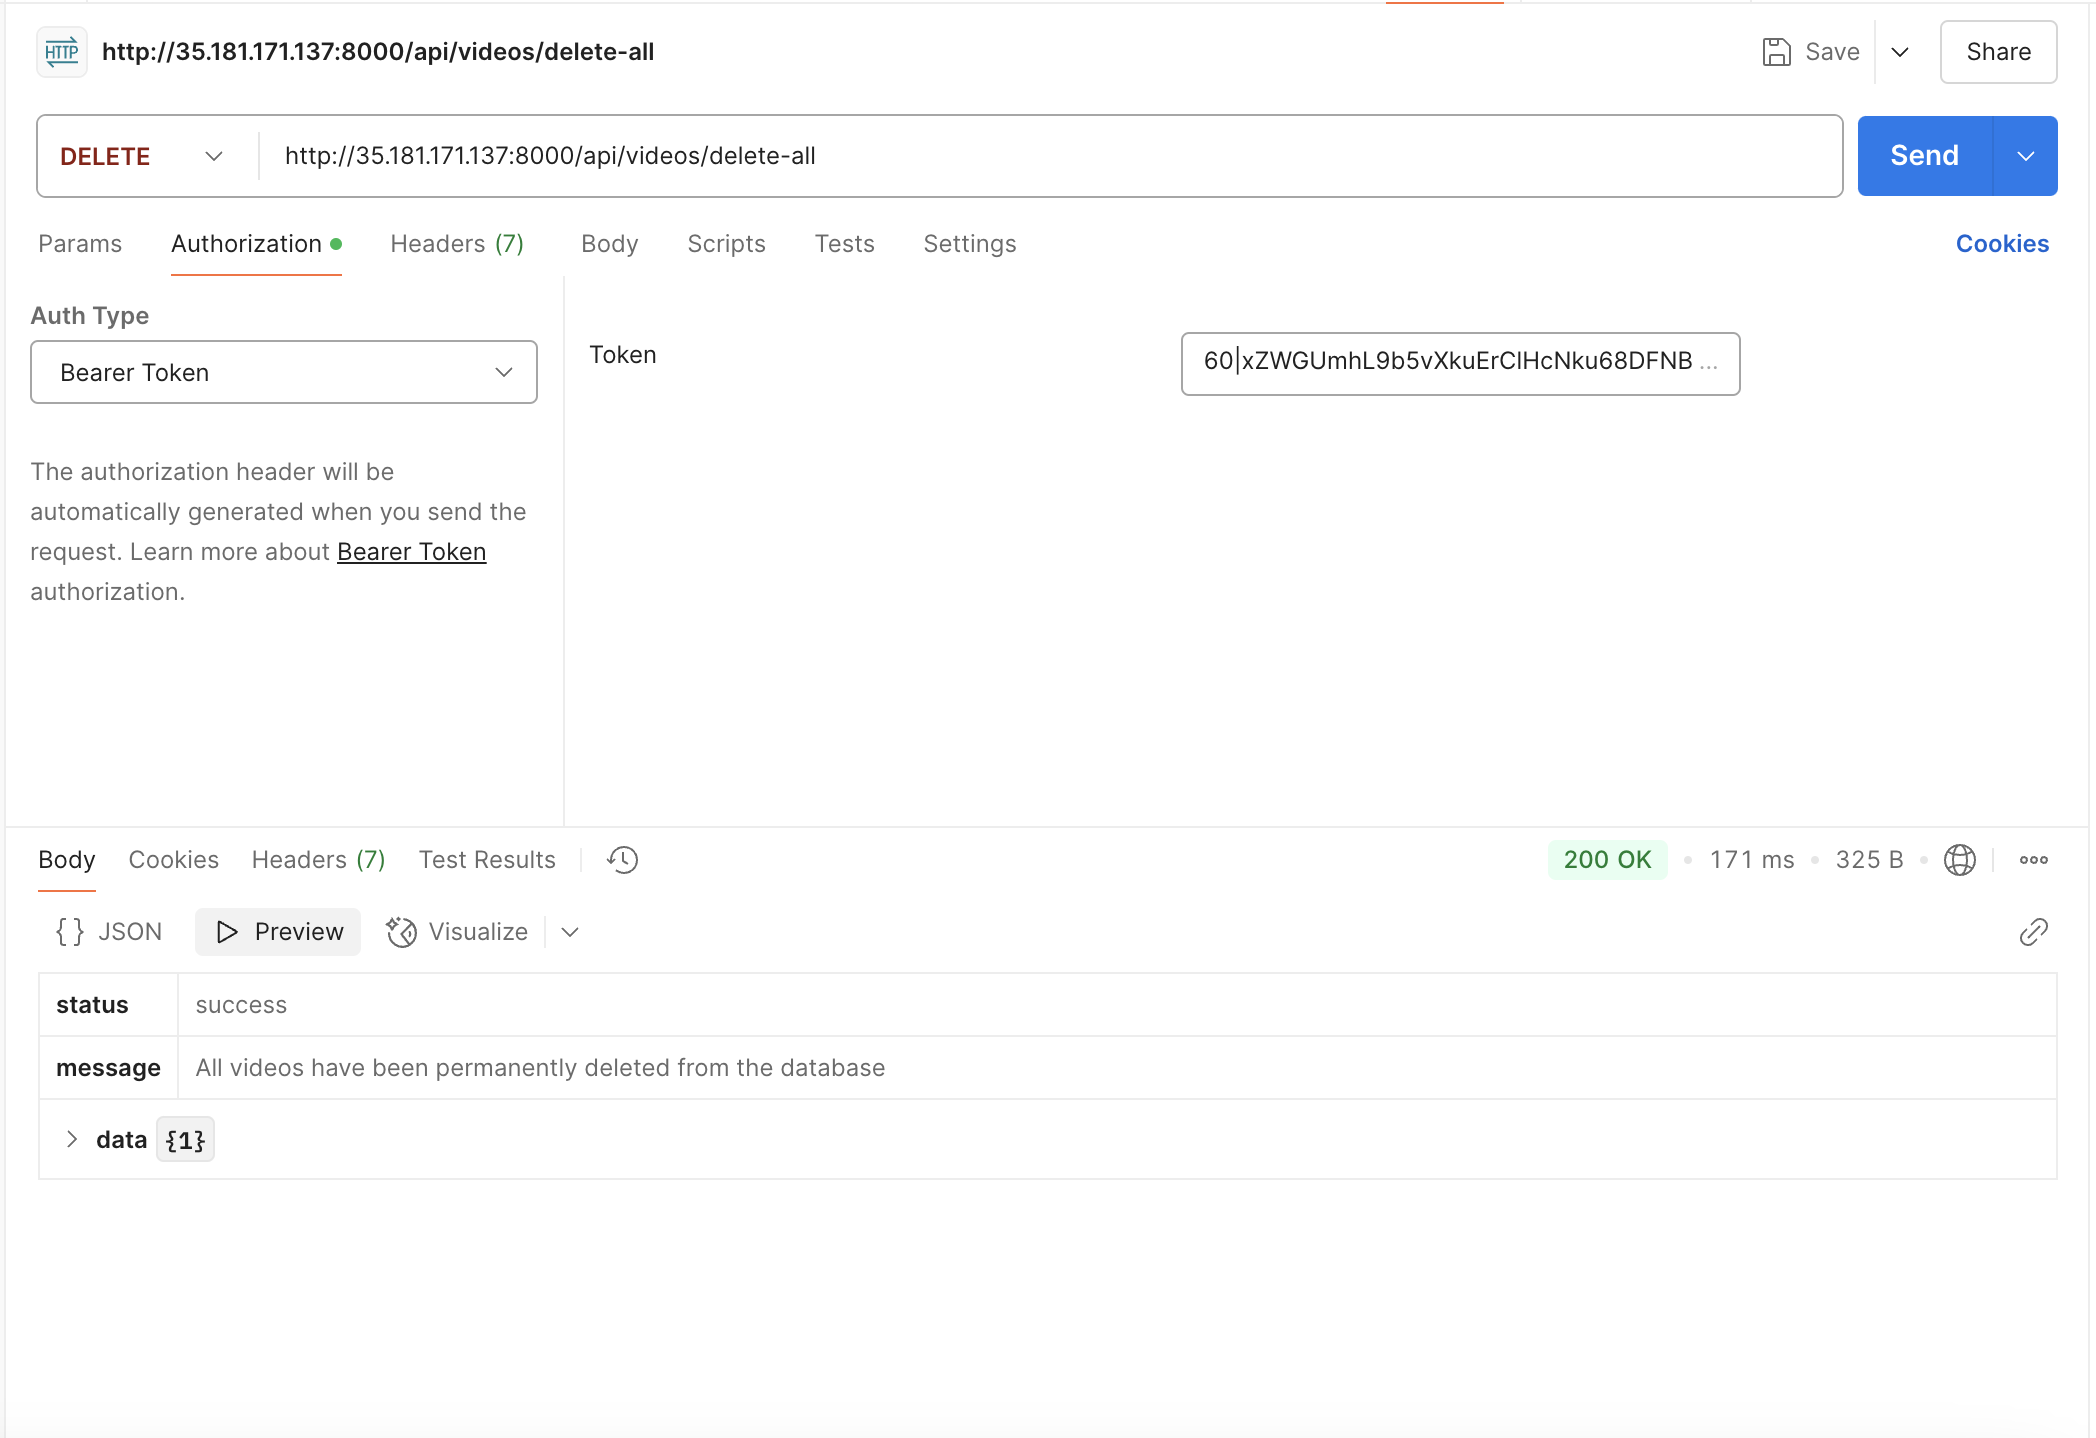 HTTP http://35.181.171.137:8000/api/videos/delete-all Save Share
DELETE http://35.181.171.137:8000/api/videos/delete-all Send
Params Authorization Headers (7) Body Scripts Tests Settings Cookies
Auth Type
Bearer Token
Token 60|xZWGUmhL9b5vXkuErClHcNku68DFNB ...
The authorization header will be
automatically generated when you send the
request. Learn more about Bearer Token
authorization.
Body Cookies Headers (7) Test Results 200 OK • 171 ms • 325 B •
{} JSON Preview Visualize
status success
message All videos have been permanently deleted from the database
data {1}